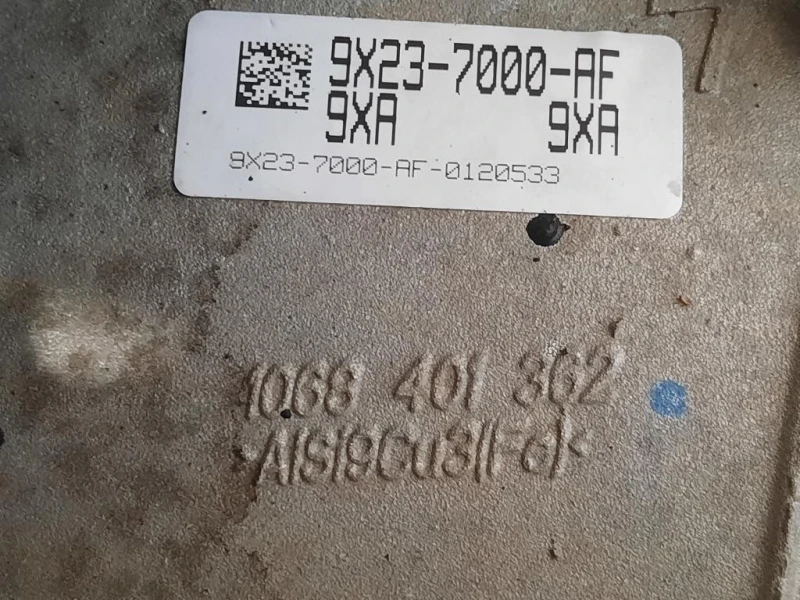 9X23-7000-AF
9XA 9XA
9X23-7000-AF-0120533
1068 401 362
>AlSi9Cu3(Fe)<